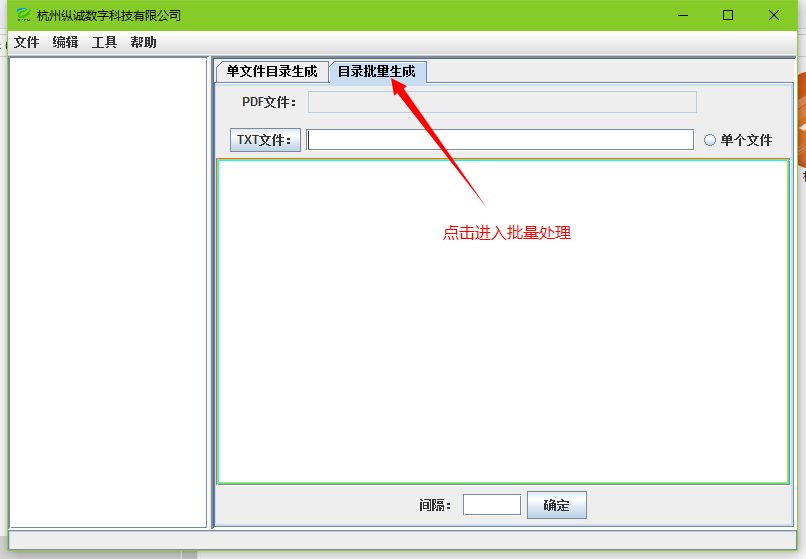 杭州纵诚数字科技有限公司
文件 编辑 工具 帮助
单文件目录生成 目录批量生成
PDF文件：
TXT文件： 单个文件
点击进入批量处理
间隔： 确定